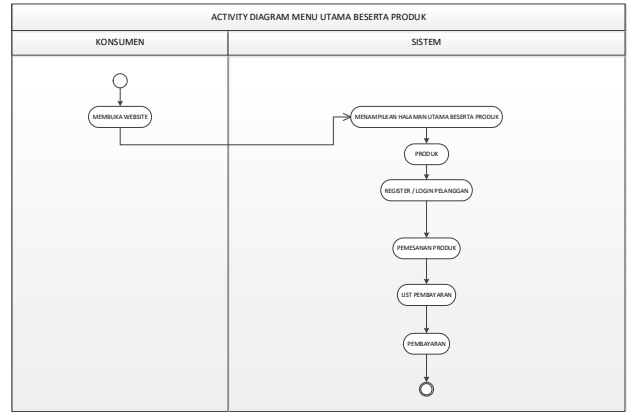 ACTIVITY DIAGRAM MENU UTAMA BESERTA PRODUK
KONSUMEN
SISTEM
MEMBUKA WEBSITE
MENAMPILKAN HALAMAN UTAMA BESERTA PRODUK
PRODUK
REGISTER / LOGIN PELANGGAN
PEMESANAN PRODUK
LIST PEMBAYARAN
PEMBAYARAN